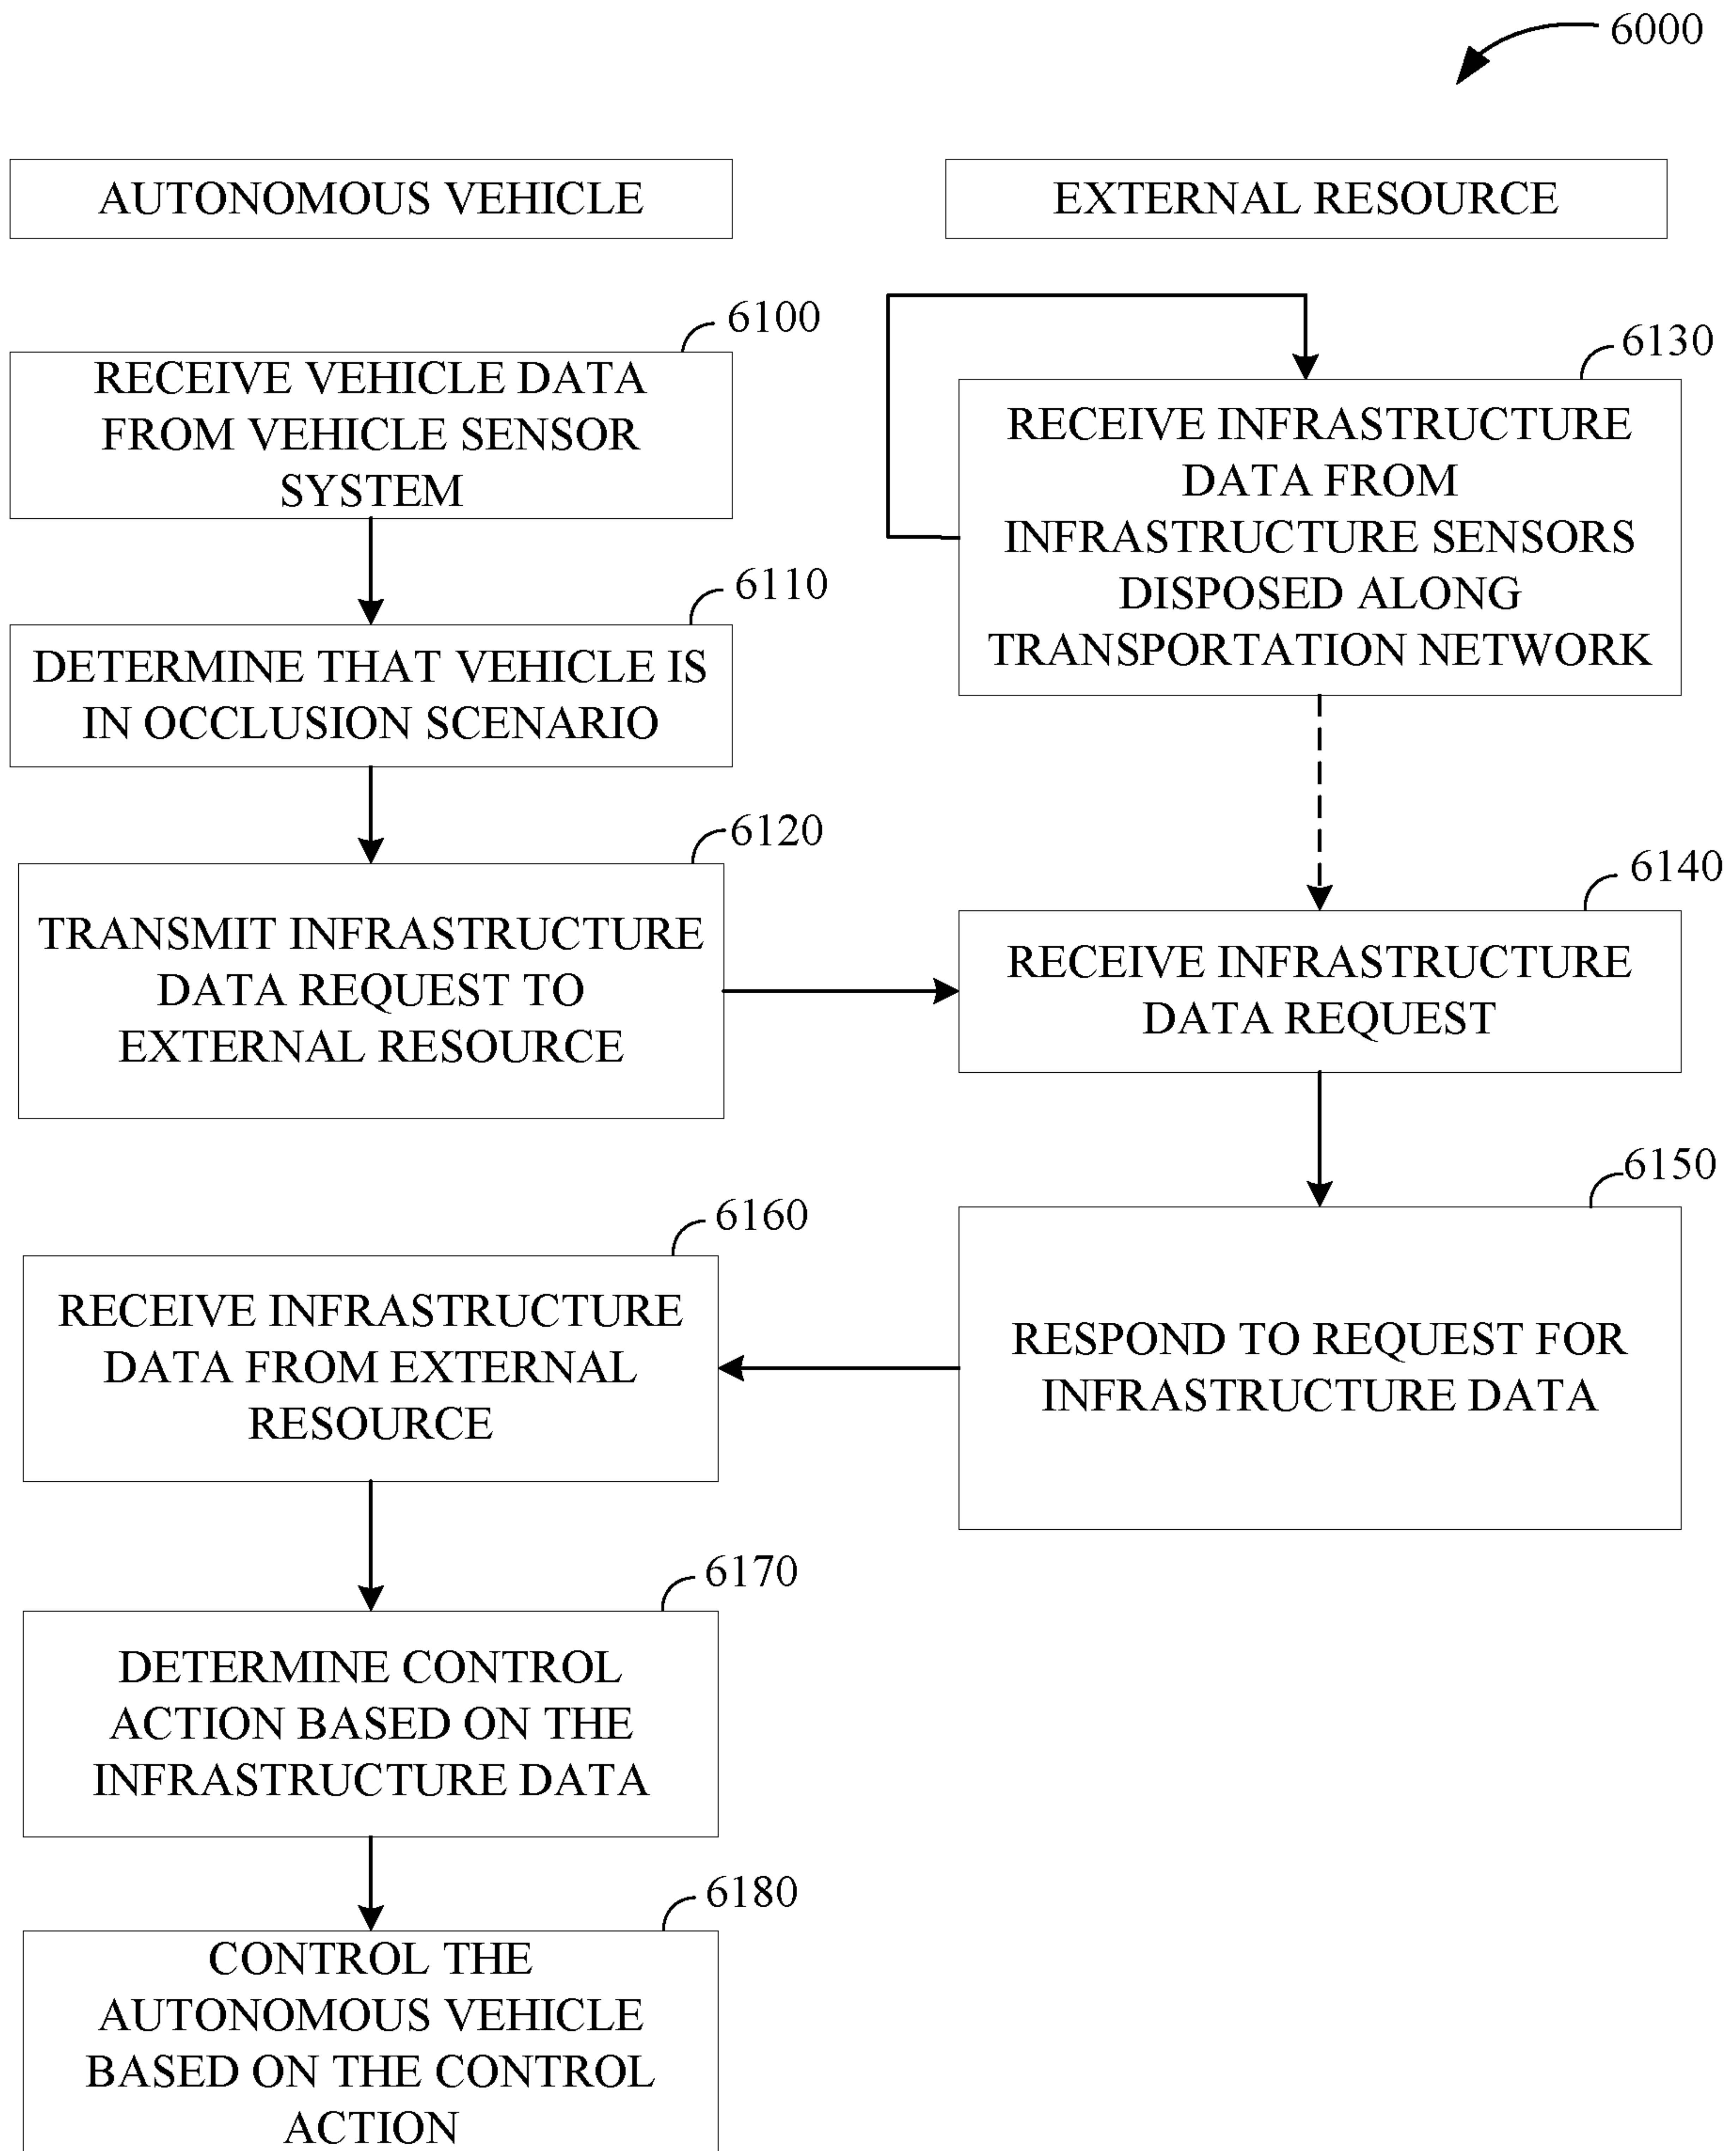 6000
AUTONOMOUS VEHICLE
EXTERNAL RESOURCE
6100
RECEIVE VEHICLE DATA
FROM VEHICLE SENSOR
SYSTEM
6110
DETERMINE THAT VEHICLE IS
IN OCCLUSION SCENARIO
6120
TRANSMIT INFRASTRUCTURE
DATA REQUEST TO
EXTERNAL RESOURCE
6130
RECEIVE INFRASTRUCTURE
DATA FROM
INFRASTRUCTURE SENSORS
DISPOSED ALONG
TRANSPORTATION NETWORK
6140
RECEIVE INFRASTRUCTURE
DATA REQUEST
6150
RESPOND TO REQUEST FOR
INFRASTRUCTURE DATA
6160
RECEIVE INFRASTRUCTURE
DATA FROM EXTERNAL
RESOURCE
6170
DETERMINE CONTROL
ACTION BASED ON THE
INFRASTRUCTURE DATA
6180
CONTROL THE
AUTONOMOUS VEHICLE
BASED ON THE CONTROL
ACTION